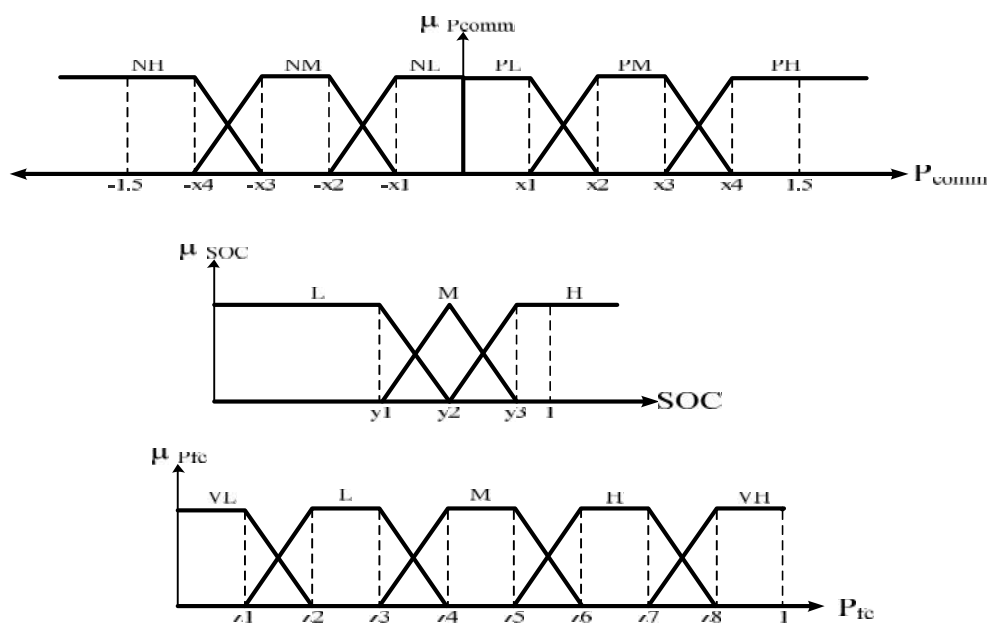 μ Pcomm
NH NM NL PL PM PH
-1.5 -x4 -x3 -x2 -x1 x1 x2 x3 x4 1.5 Pcomm
μ SOC
L M H
y1 y2 y3 1 SOC
μ Pfc
VL L M H VH
z1 z2 z3 z4 z5 z6 z7 z8 1 Pfc